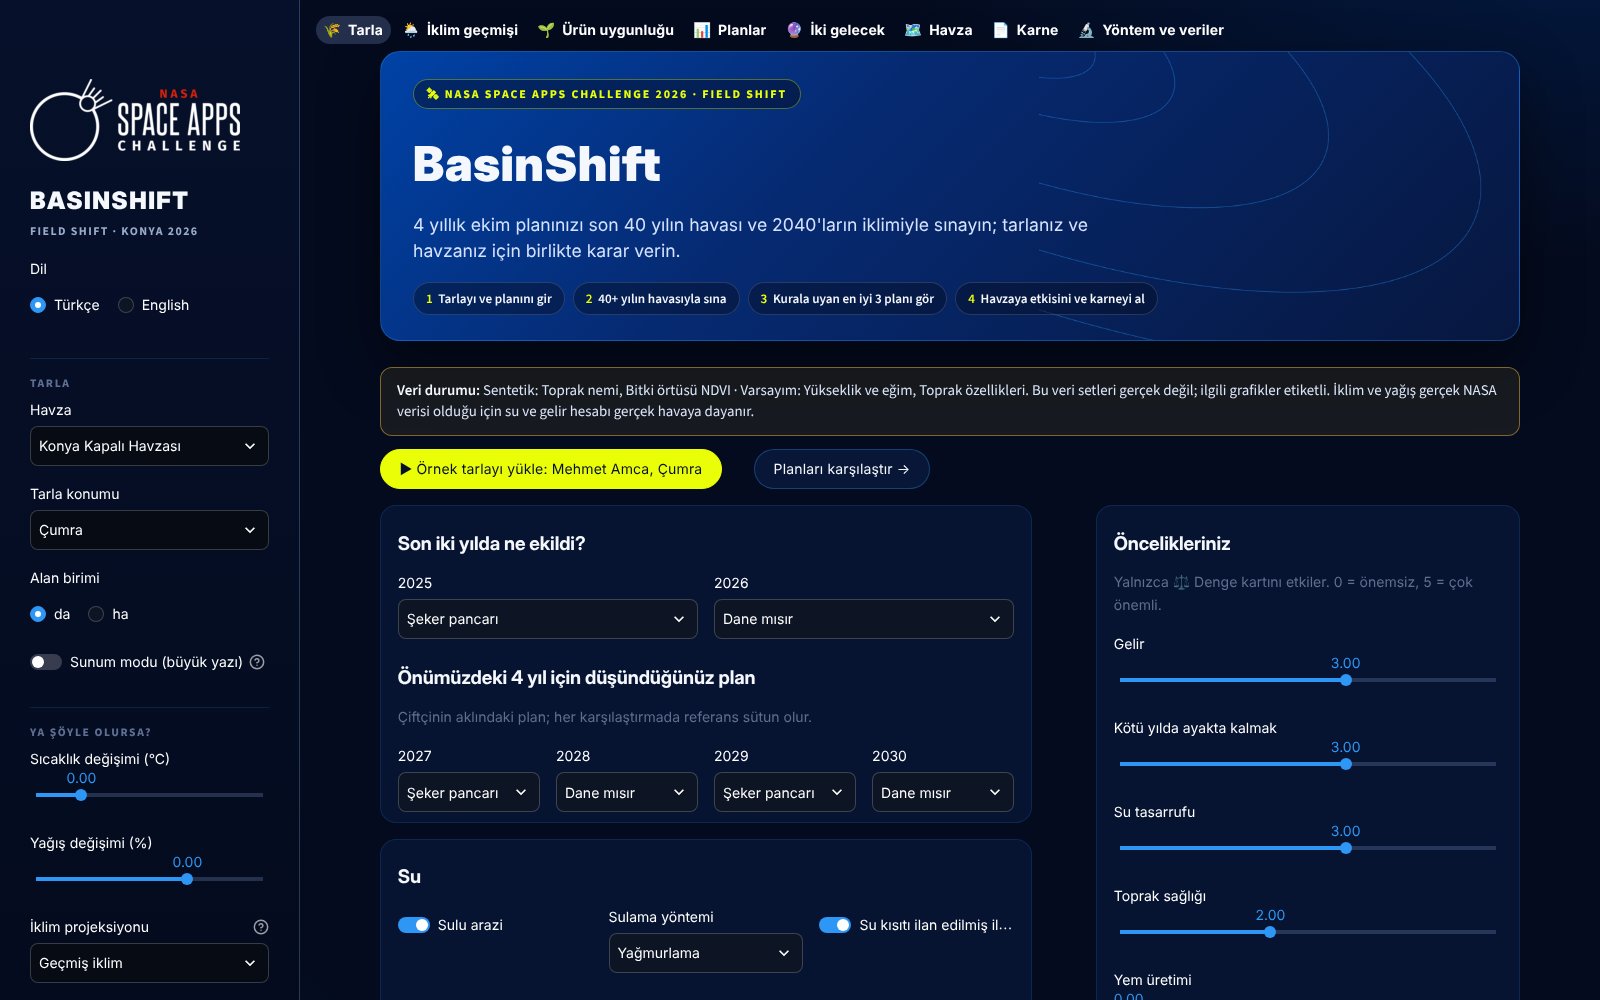 NASA
SPACE APPS
CHALLENGE
BASINSHIFT
FIELD SHIFT · KONYA 2026
Dil
Türkçe
English
TARLA
Havza
Konya Kapalı Havzası
Tarla konumu
Çumra
Alan birimi
da
ha
Sunum modu (büyük yazı)
YA ŞÖYLE OLURSA?
Sıcaklık değişimi (°C)
0.00
Yağış değişimi (%)
0.00
İklim projeksiyonu
Geçmiş iklim
Tarla
İklim geçmişi
Ürün uygunluğu
Planlar
İki gelecek
Havza
Karne
Yöntem ve veriler
NASA SPACE APPS CHALLENGE 2026 · FIELD SHIFT
BasinShift
4 yıllık ekim planınızı son 40 yılın havası ve 2040'ların iklimiyle sınayın; tarlanız ve
havzanız için birlikte karar verin.
1 Tarlayı ve planını gir
2 40+ yılın havasıyla sına
3 Kurala uyan en iyi 3 planı gör
4 Havzaya etkisini ve karneyi al
Veri durumu: Sentetik: Toprak nemi, Bitki örtüsü NDVI · Varsayım: Yükseklik ve eğim, Toprak özellikleri. Bu veri setleri gerçek değil; ilgili grafikler etiketli. İklim ve yağış gerçek NASA
verisi olduğu için su ve gelir hesabı gerçek havaya dayanır.
▶ Örnek tarlayı yükle: Mehmet Amca, Çumra
Planları karşılaştır →
Son iki yılda ne ekildi?
2025
2026
Şeker pancarı
Dane mısır
Önümüzdeki 4 yıl için düşündüğünüz plan
Çiftçinin aklındaki plan; her karşılaştırmada referans sütun olur.
2027
2028
2029
2030
Şeker pancarı
Dane mısır
Şeker pancarı
Dane mısır
Su
Sulu arazi
Sulama yöntemi
Yağmurlama
Su kısıtı ilan edilmiş il...
Öncelikleriniz
Yalnızca ⚖️ Denge kartını etkiler. 0 = önemsiz, 5 = çok
önemli.
Gelir
3.00
Kötü yılda ayakta kalmak
3.00
Su tasarrufu
3.00
Toprak sağlığı
2.00
Yem üretimi
0.00